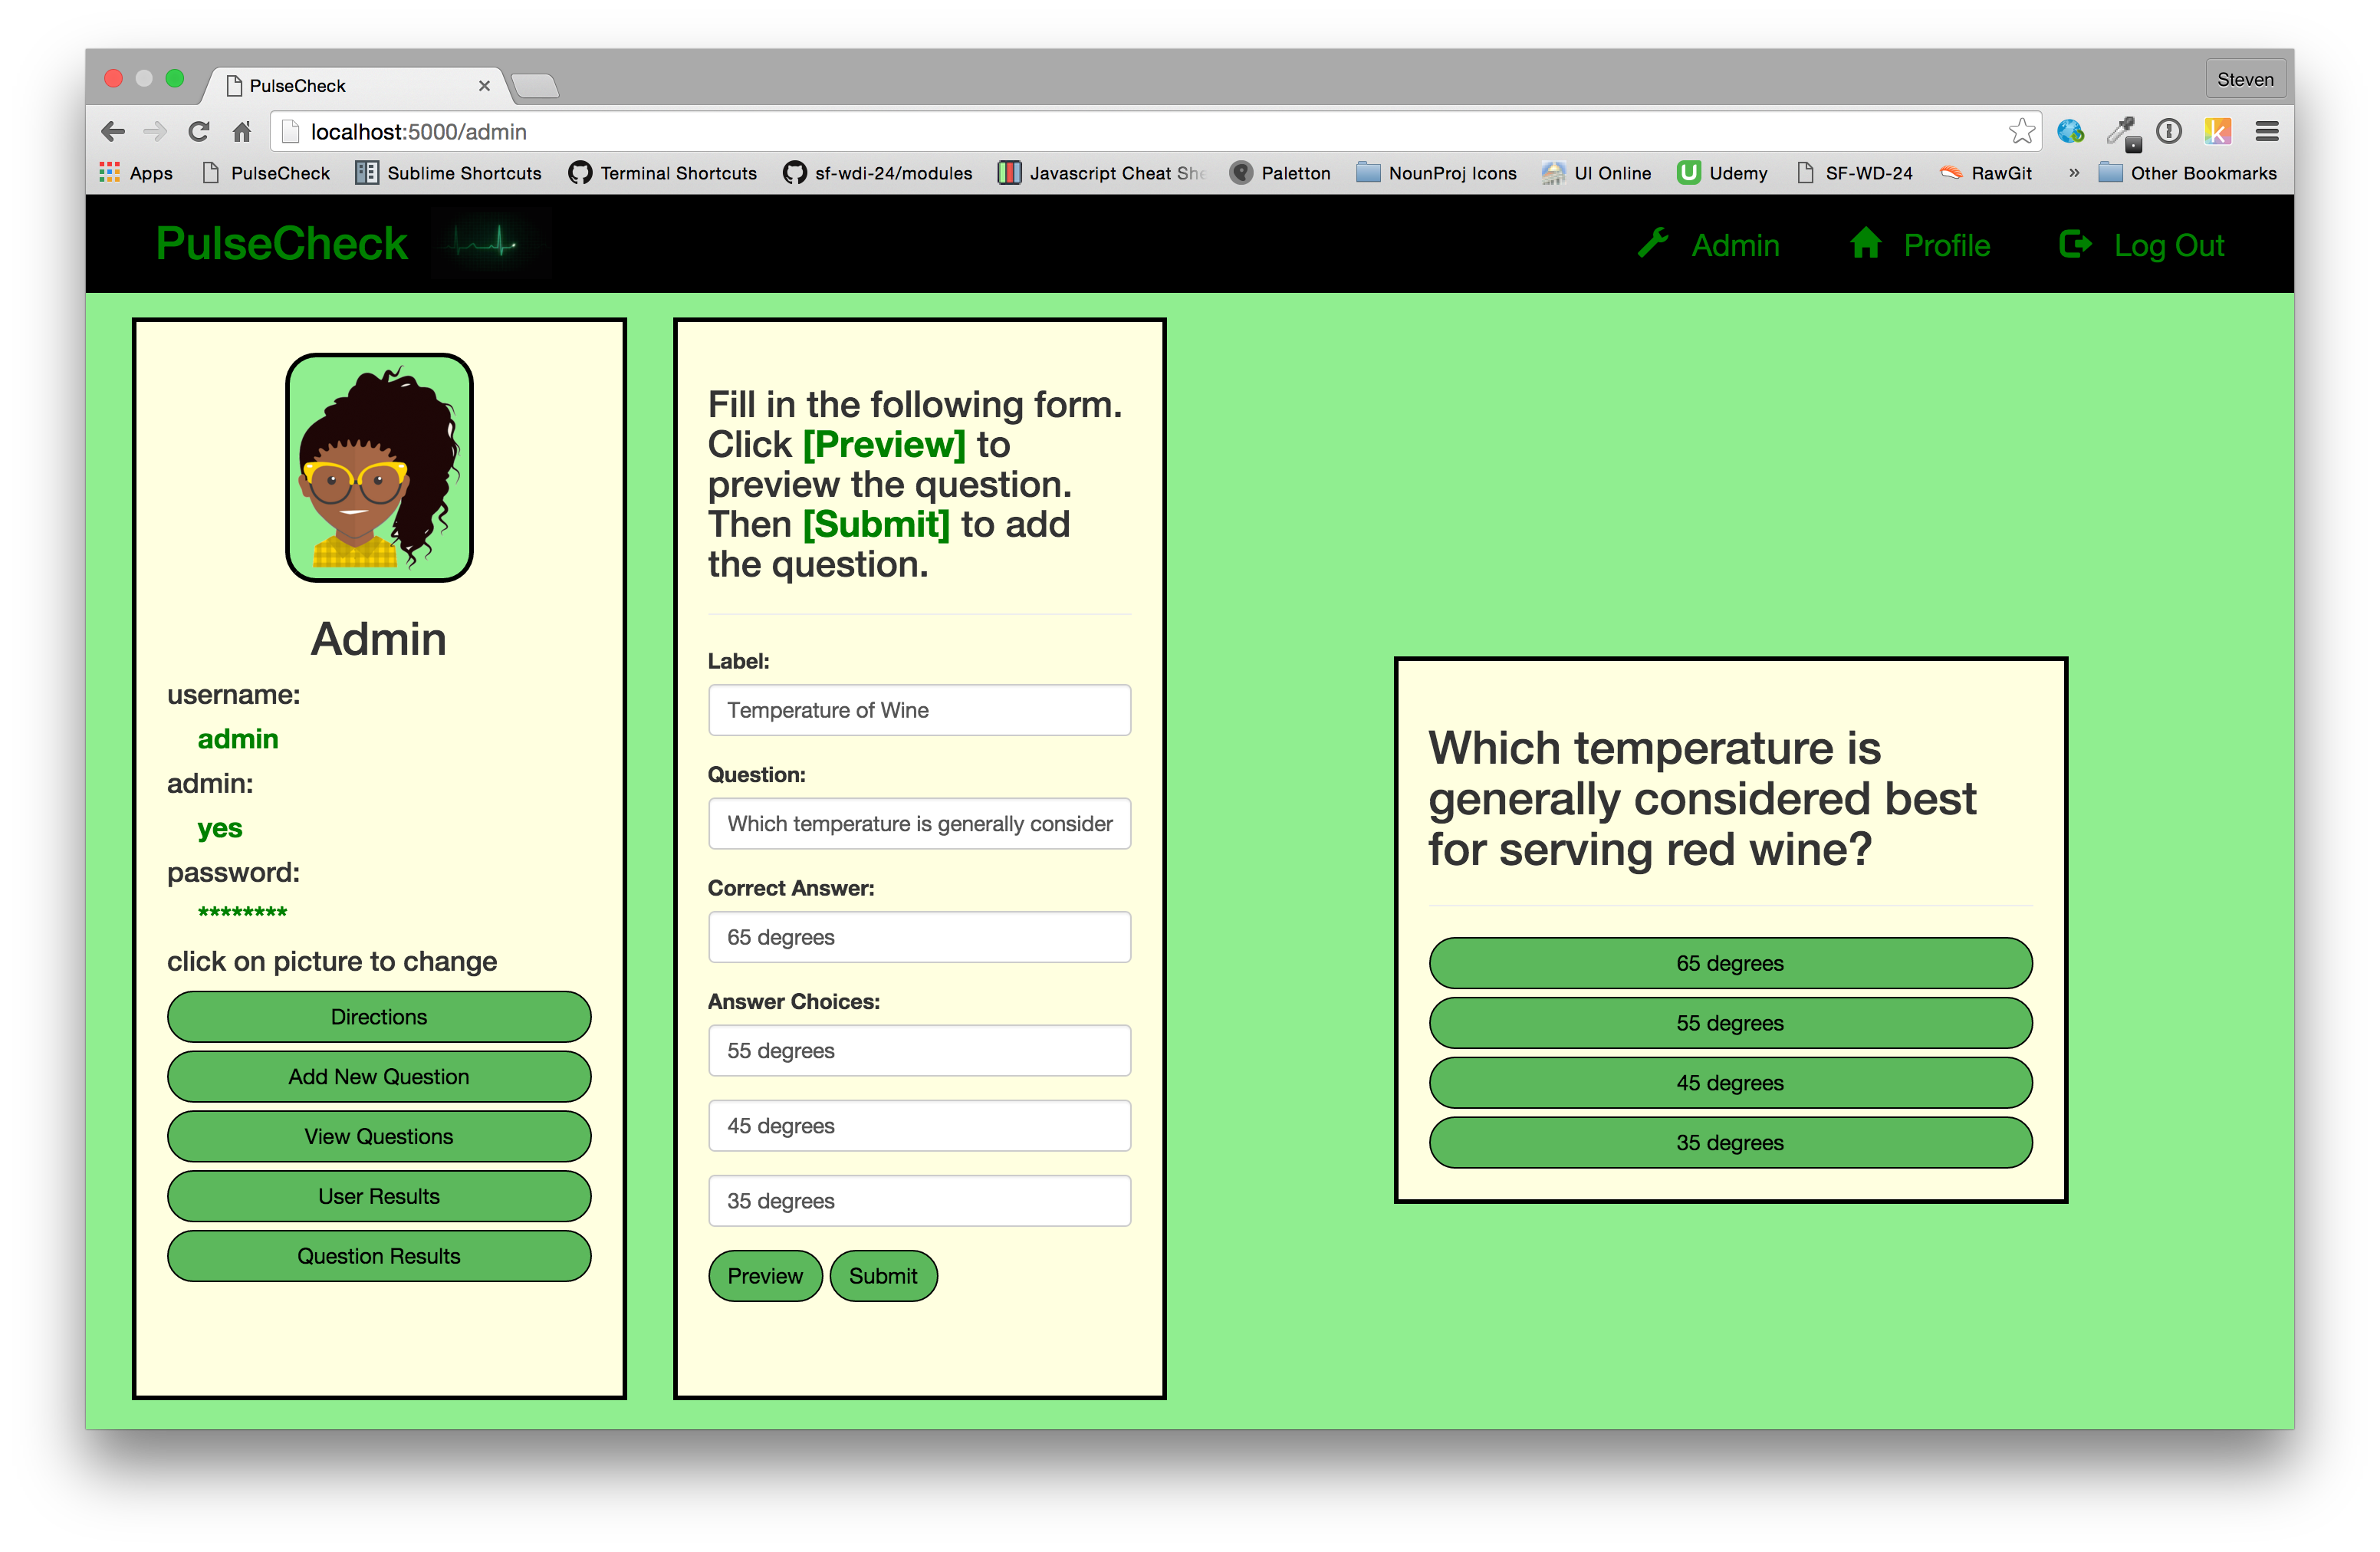 PulseCheck
Steven
localhost:5000/admin
Apps PulseCheck Sublime Shortcuts Terminal Shortcuts sf-wdi-24/modules Javascript Cheat She Paletton NounProj Icons UI Online Udemy SF-WD-24 RawGit » Other Bookmarks
PulseCheck
Admin Profile Log Out
Admin
username:
admin
admin:
yes
password:
********
click on picture to change
Directions
Add New Question
View Questions
User Results
Question Results
Fill in the following form.
Click [Preview] to
preview the question.
Then [Submit] to add
the question.
Label:
Temperature of Wine
Question:
Which temperature is generally consider
Correct Answer:
65 degrees
Answer Choices:
55 degrees
45 degrees
35 degrees
Preview Submit
Which temperature is
generally considered best
for serving red wine?
65 degrees
55 degrees
45 degrees
35 degrees